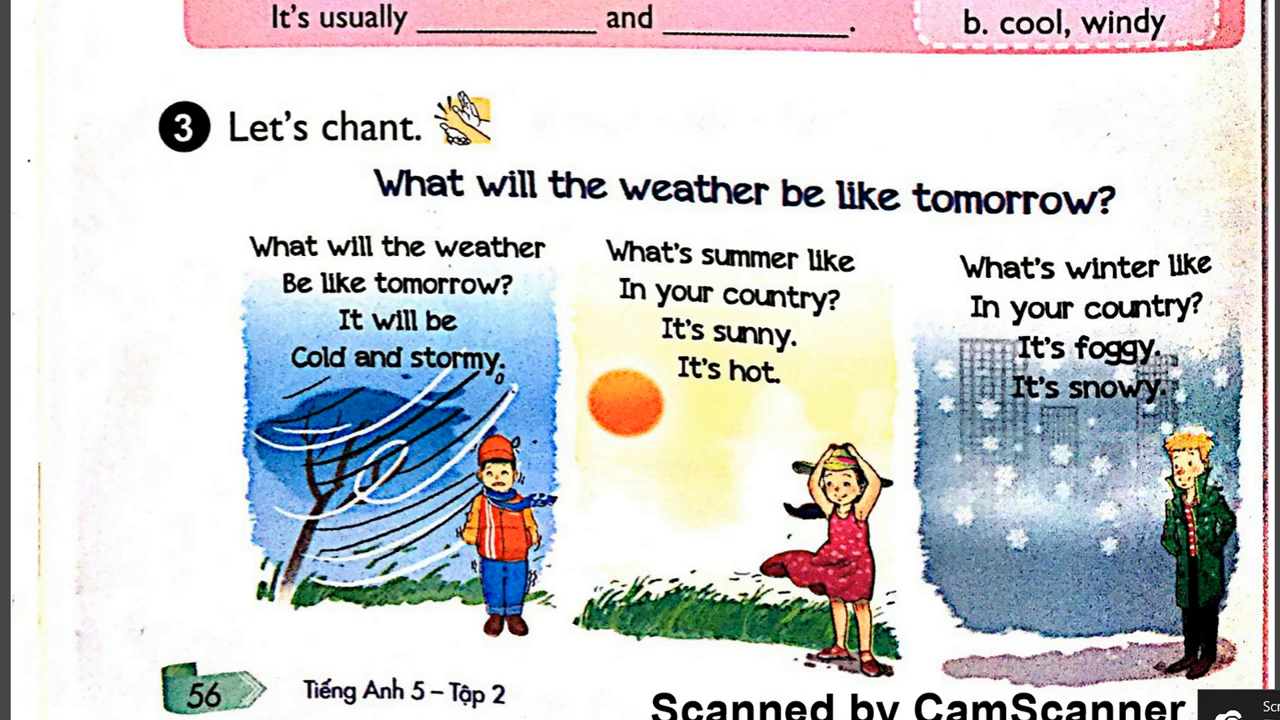 It's usually ____________ and ____________.
b. cool, windy
3 Let's chant.
What will the weather be like tomorrow?
What will the weather
Be like tomorrow?
It will be
Cold and stormy.
What's summer like
In your country?
It's sunny.
It's hot.
What's winter like
In your country?
It's foggy.
It's snowy.
56
Tiếng Anh 5 – Tập 2
Scanned by CamScanner